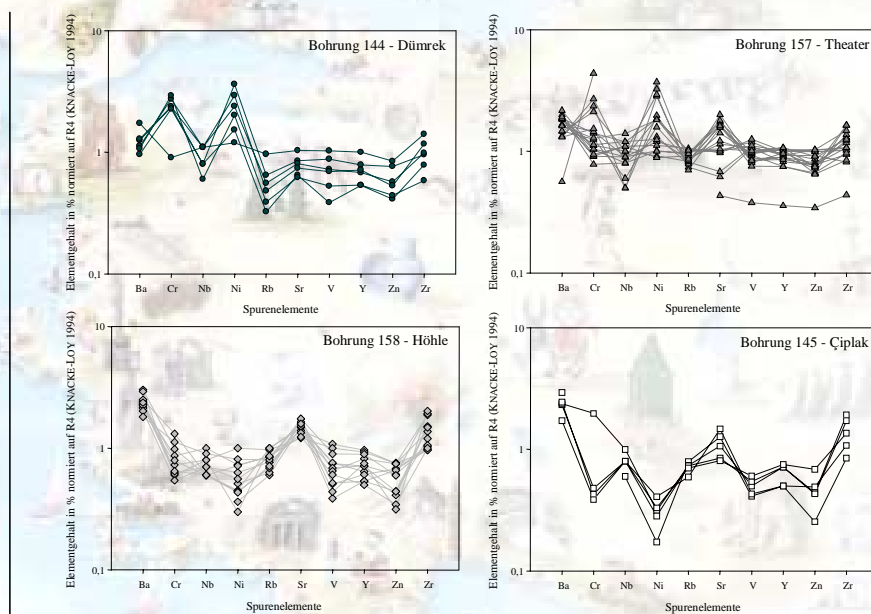 Bohrung 144 - Dümrek
Elementgehalt in % normiert auf R4 (KNACKE-LOY 1994)
10
1
0,1
Ba Cr Nb Ni Rb Sr V Y Zn Zr
Spurenelemente
Bohrung 157 - Theater
Elementgehalt in % normiert auf R4 (KNACKE-LOY 1994)
10
1
0,1
Ba Cr Nb Ni Rb Sr V Y Zn Zr
Spurenelemente
Bohrung 158 - Höhle
Elementgehalt in % normiert auf R4 (KNACKE-LOY 1994)
10
1
0,1
Ba Cr Nb Ni Rb Sr V Y Zn Zr
Spurenelemente
Bohrung 145 - Çiplak
Elementgehalt in % normiert auf R4 (KNACKE-LOY 1994)
10
1
0,1
Ba Cr Nb Ni Rb Sr V Y Zn Zr
Spurenelemente